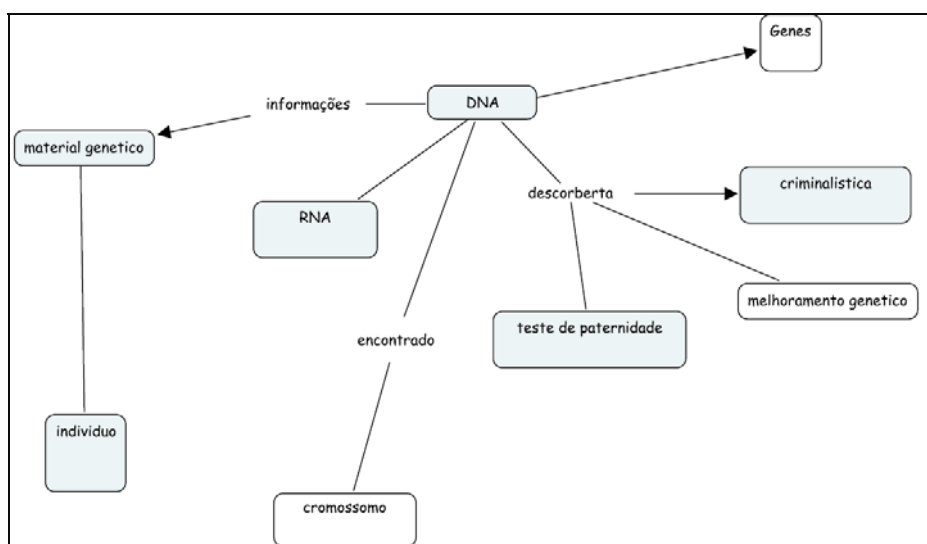 Genes
DNA
informações
material genetico
criminalistica
descorberta
RNA
melhoramento genetico
teste de paternidade
encontrado
individuo
cromossomo